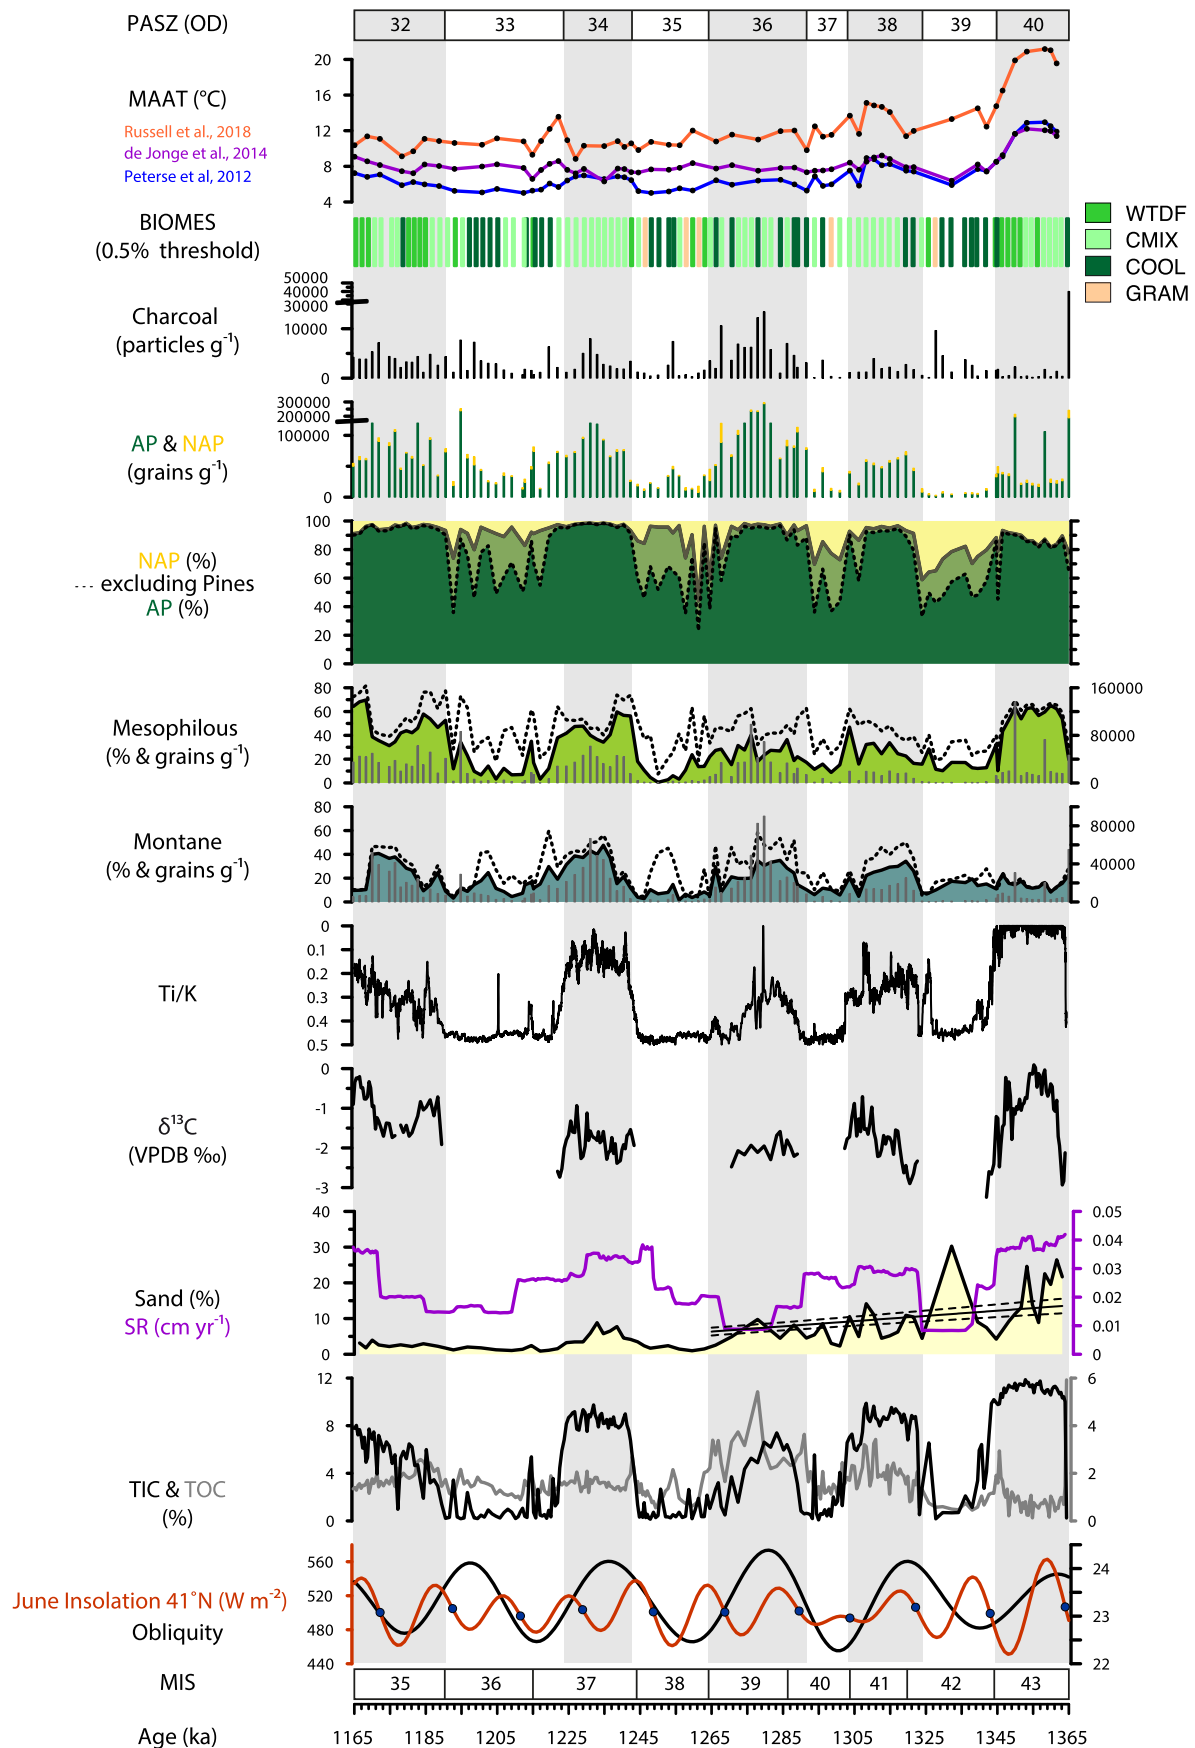 PASZ (OD) 32 33 34 35 36 37 38 39 40
20
16
12
8
4
MAAT (°C)
Russell et al., 2018
de Jonge et al., 2014
Peterse et al, 2012
BIOMES
(0.5% threshold)
WTDF
CMIX
COOL
GRAM
50000
40000
30000
10000
0
Charcoal
(particles g⁻¹)
300000
200000
100000
0
AP & NAP
(grains g⁻¹)
100
80
60
40
20
0
NAP (%)
--- excluding Pines
AP (%)
80
60
40
20
0
Mesophilous
(% & grains g⁻¹)
160000
80000
0
80
60
40
20
0
Montane
(% & grains g⁻¹)
80000
40000
0
0
0.1
0.2
0.3
0.4
0.5
Ti/K
0
-1
-2
-3
δ¹³C
(VPDB ‰)
40
30
20
10
0
Sand (%)
SR (cm yr⁻¹)
0.05
0.04
0.03
0.02
0.01
0
12
8
4
0
TIC & TOC
(%)
6
4
2
0
560
520
480
440
June Insolation 41°N (W m⁻²)
Obliquity
24
23
22
MIS 35 36 37 38 39 40 41 42 43
Age (ka) 1165 1185 1205 1225 1245 1265 1285 1305 1325 1345 1365